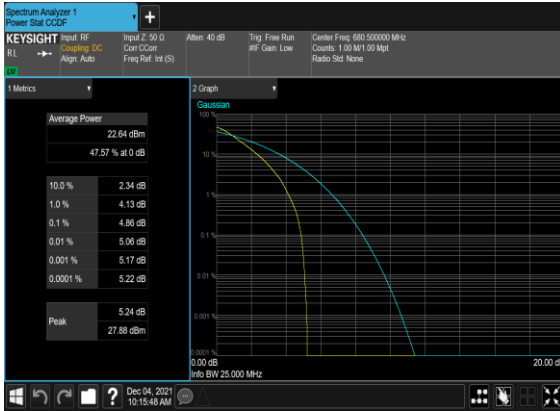 Spectrum Analyzer 1
Power Stat CCDF
+
KEYSIGHT
RL
Input: RF
Coupling: DC
Align: Auto
Input Z: 50 Ω
Corr CCorr
Freq Ref: Int (S)
Atten: 40 dB
Trig: Free Run
#IF Gain: Low
Center Freq: 680.500000 MHz
Counts: 1.00 M/1.00 Mpt
Radio Std: None
1 Metrics
Average Power
22.64 dBm
47.57 % at 0 dB
10.0 % 2.34 dB
1.0 % 4.13 dB
0.1 % 4.86 dB
0.01 % 5.06 dB
0.001 % 5.17 dB
0.0001 % 5.22 dB
Peak
5.24 dB
27.88 dBm
2 Graph
Gaussian
100 %
10 %
1 %
0.1 %
0.01 %
0.001 %
0.0001 %
0.00 dB
20.00 d
Info BW 25.000 MHz
?
Dec 04, 2021
10:15:48 AM